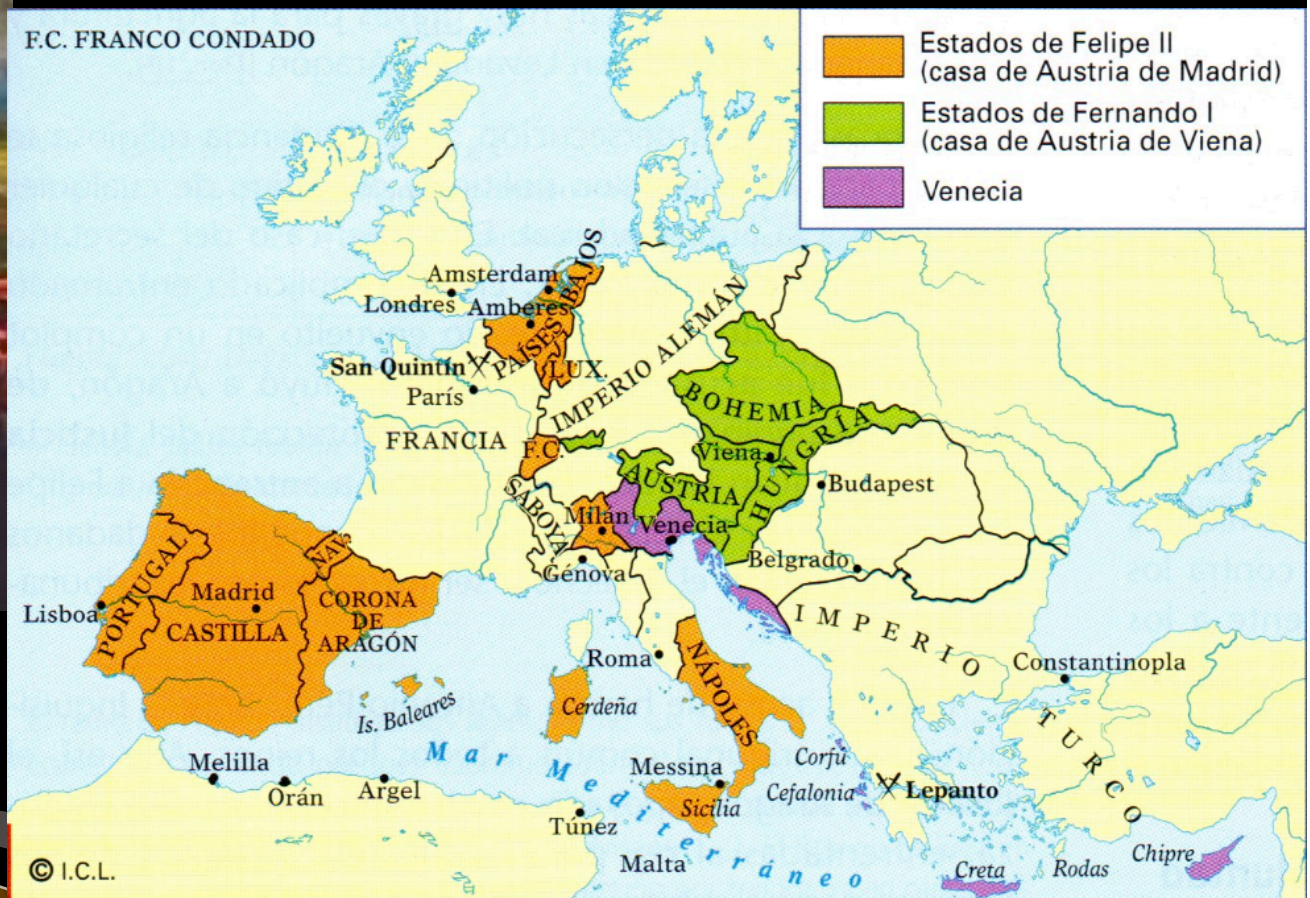 F.C. FRANCO CONDADO
Estados de Felipe II
(casa de Austria de Madrid)
Estados de Fernando I
(casa de Austria de Viena)
Venecia
Amsterdam
Londres
Amberes
PAÍSES BAJOS
San Quintín
LUX.
París
IMPERIO ALEMÁN
FRANCIA
F.C.
BOHEMIA
Viena
HUNGRÍA
AUSTRIA
Budapest
SABOYA
Milán
Venecia
Génova
Belgrado
NAV.
PORTUGAL
Madrid
CORONA
DE
ARAGÓN
Lisboa
CASTILLA
IMPERIO TURCO
Roma
NÁPOLES
Constantinopla
Is. Baleares
Cerdeña
Mar Mediterráneo
Melilla
Orán
Argel
Messina
Sicilia
Corfú
Cefalonia
Lepanto
Túnez
Malta
Creta
Rodas
Chipre
© I.C.L.